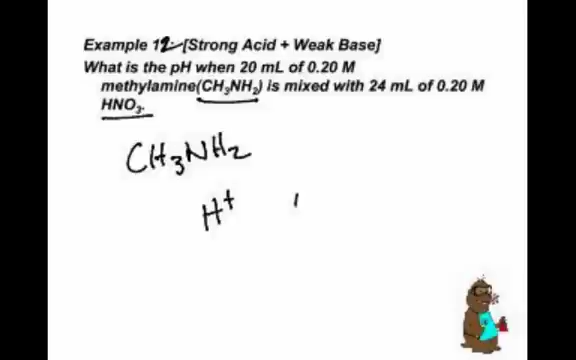 Example 12- [Strong Acid + Weak Base]
What is the pH when 20 mL of 0.20 M
methylamine(CH₃NH₂) is mixed with 24 mL of 0.20 M
HNO₃.
CH₃NH₂
H⁺